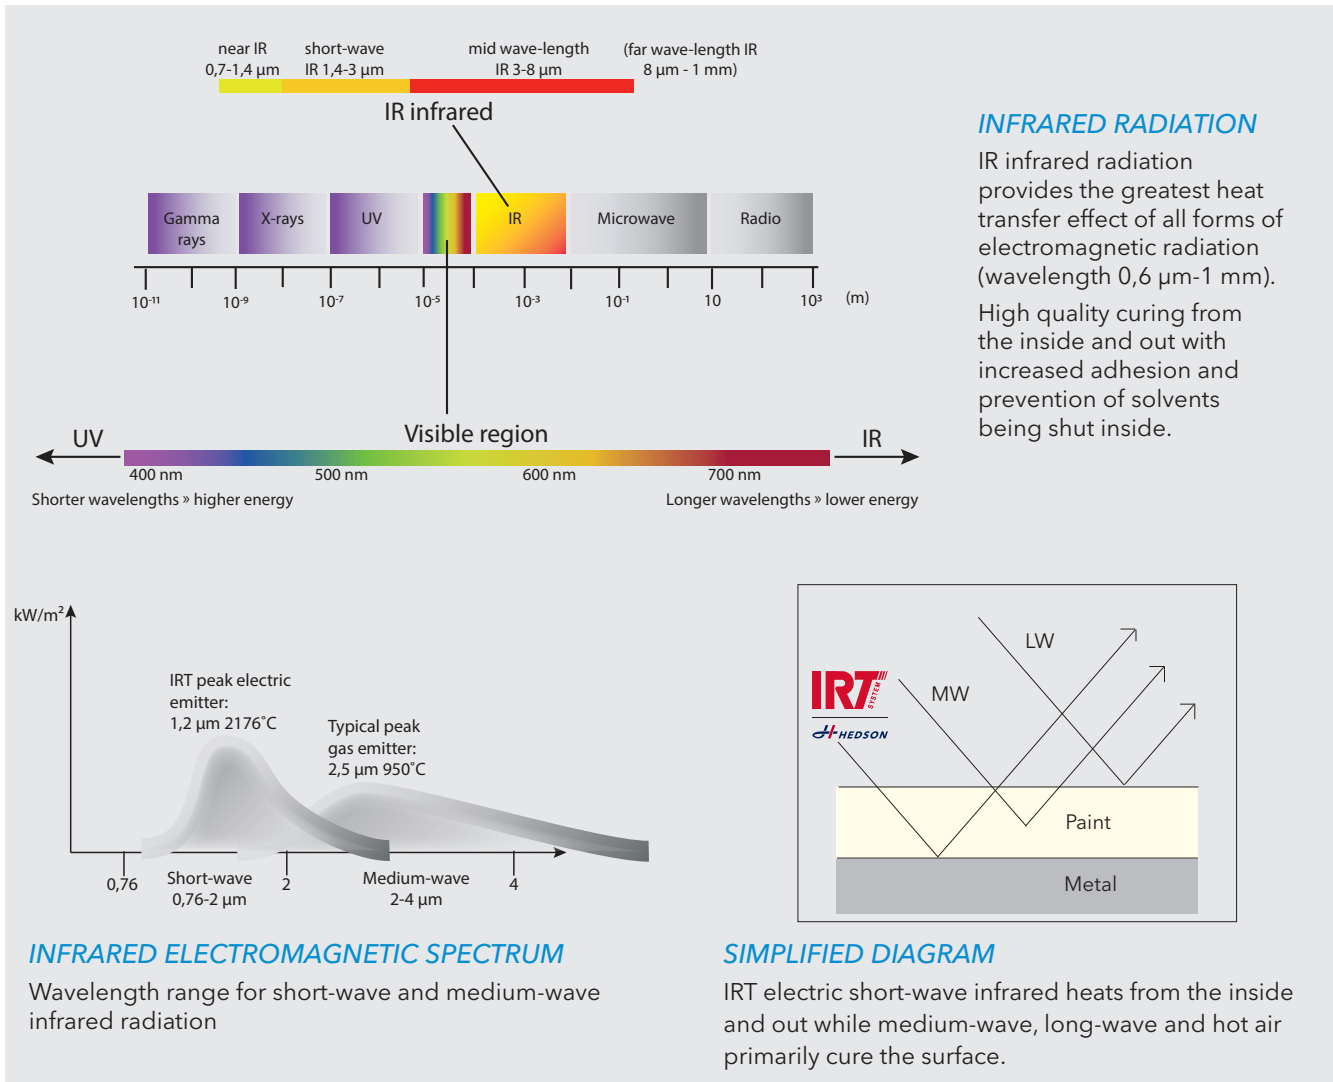 near IR
0,7-1,4 µm
short-wave
IR 1,4-3 µm
mid wave-length
IR 3-8 µm
(far wave-length IR
8 µm - 1 mm)
IR infrared
Gamma
rays
X-rays
UV
IR
Microwave
Radio
10⁻¹¹ 10⁻⁹ 10⁻⁷ 10⁻⁵ 10⁻³ 10⁻¹ 10 10³ (m)
UV
Visible region
IR
400 nm 500 nm 600 nm 700 nm
Shorter wavelengths » higher energy
Longer wavelengths » lower energy
INFRARED RADIATION
IR infrared radiation
provides the greatest heat
transfer effect of all forms of
electromagnetic radiation
(wavelength 0,6 µm-1 mm).
High quality curing from
the inside and out with
increased adhesion and
prevention of solvents
being shut inside.
kW/m²
IRT peak electric
emitter:
1,2 µm 2176˚C
Typical peak
gas emitter:
2,5 µm 950˚C
0,76
Short-wave
0,76-2 µm
2
Medium-wave
2-4 µm
4
INFRARED ELECTROMAGNETIC SPECTRUM
Wavelength range for short-wave and medium-wave
infrared radiation
LW
MW
IRT
SYSTEM
HEDSON
Paint
Metal
SIMPLIFIED DIAGRAM
IRT electric short-wave infrared heats from the inside
and out while medium-wave, long-wave and hot air
primarily cure the surface.